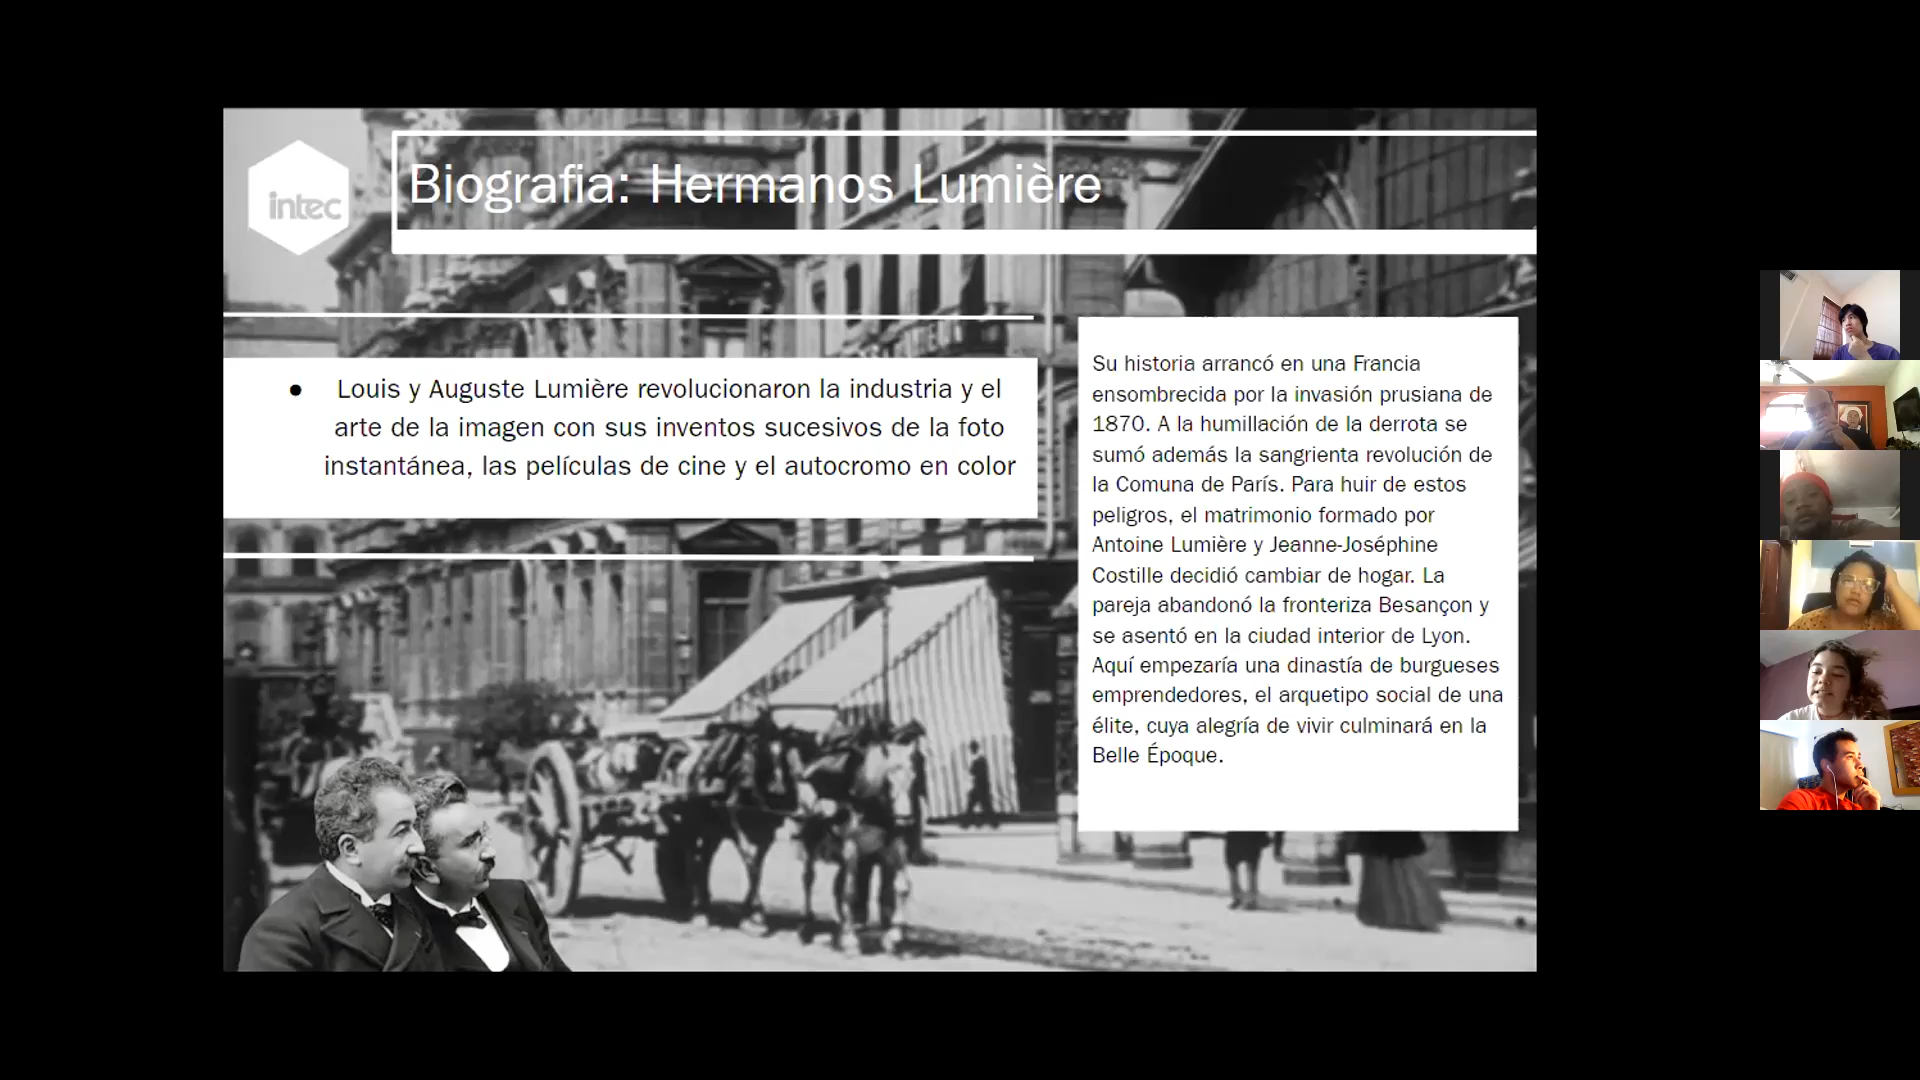 intec
Biografia: Hermanos Lumière
● Louis y Auguste Lumière revolucionaron la industria y el
arte de la imagen con sus inventos sucesivos de la foto
instantánea, las películas de cine y el autocromo en color
Su historia arrancó en una Francia
ensombrecida por la invasión prusiana de
1870. A la humillación de la derrota se
sumó además la sangrienta revolución de
la Comuna de París. Para huir de estos
peligros, el matrimonio formado por
Antoine Lumière y Jeanne-Joséphine
Costille decidió cambiar de hogar. La
pareja abandonó la fronteriza Besançon y
se asentó en la ciudad interior de Lyon.
Aquí empezaría una dinastía de burgueses
emprendedores, el arquetipo social de una
élite, cuya alegría de vivir culminará en la
Belle Époque.